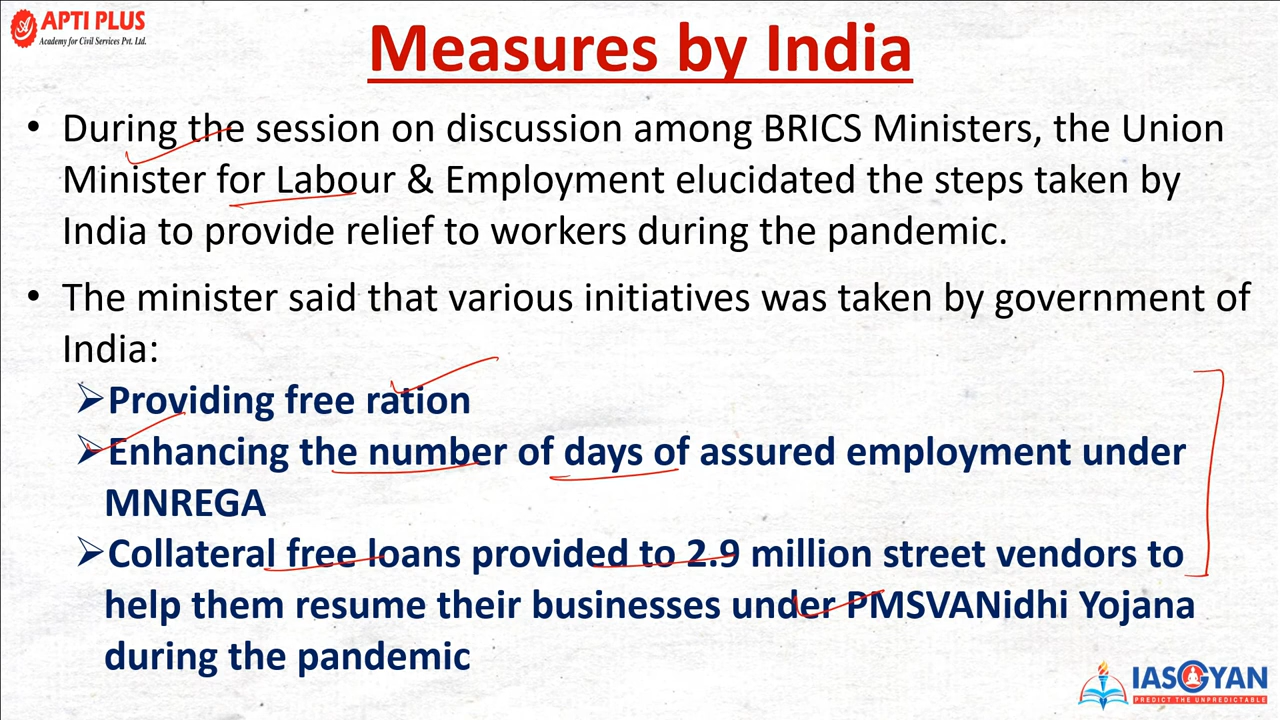 APTI PLUS
Academy for Civil Services Pvt. Ltd.
Measures by India
• During the session on discussion among BRICS Ministers, the Union
Minister for Labour & Employment elucidated the steps taken by
India to provide relief to workers during the pandemic.
• The minister said that various initiatives was taken by government of
India:
➢Providing free ration
➢Enhancing the number of days of assured employment under
MNREGA
➢Collateral free loans provided to 2.9 million street vendors to
help them resume their businesses under PMSVANidhi Yojana
during the pandemic
IASGYAN
PREDICT THE UNPREDICTABLE